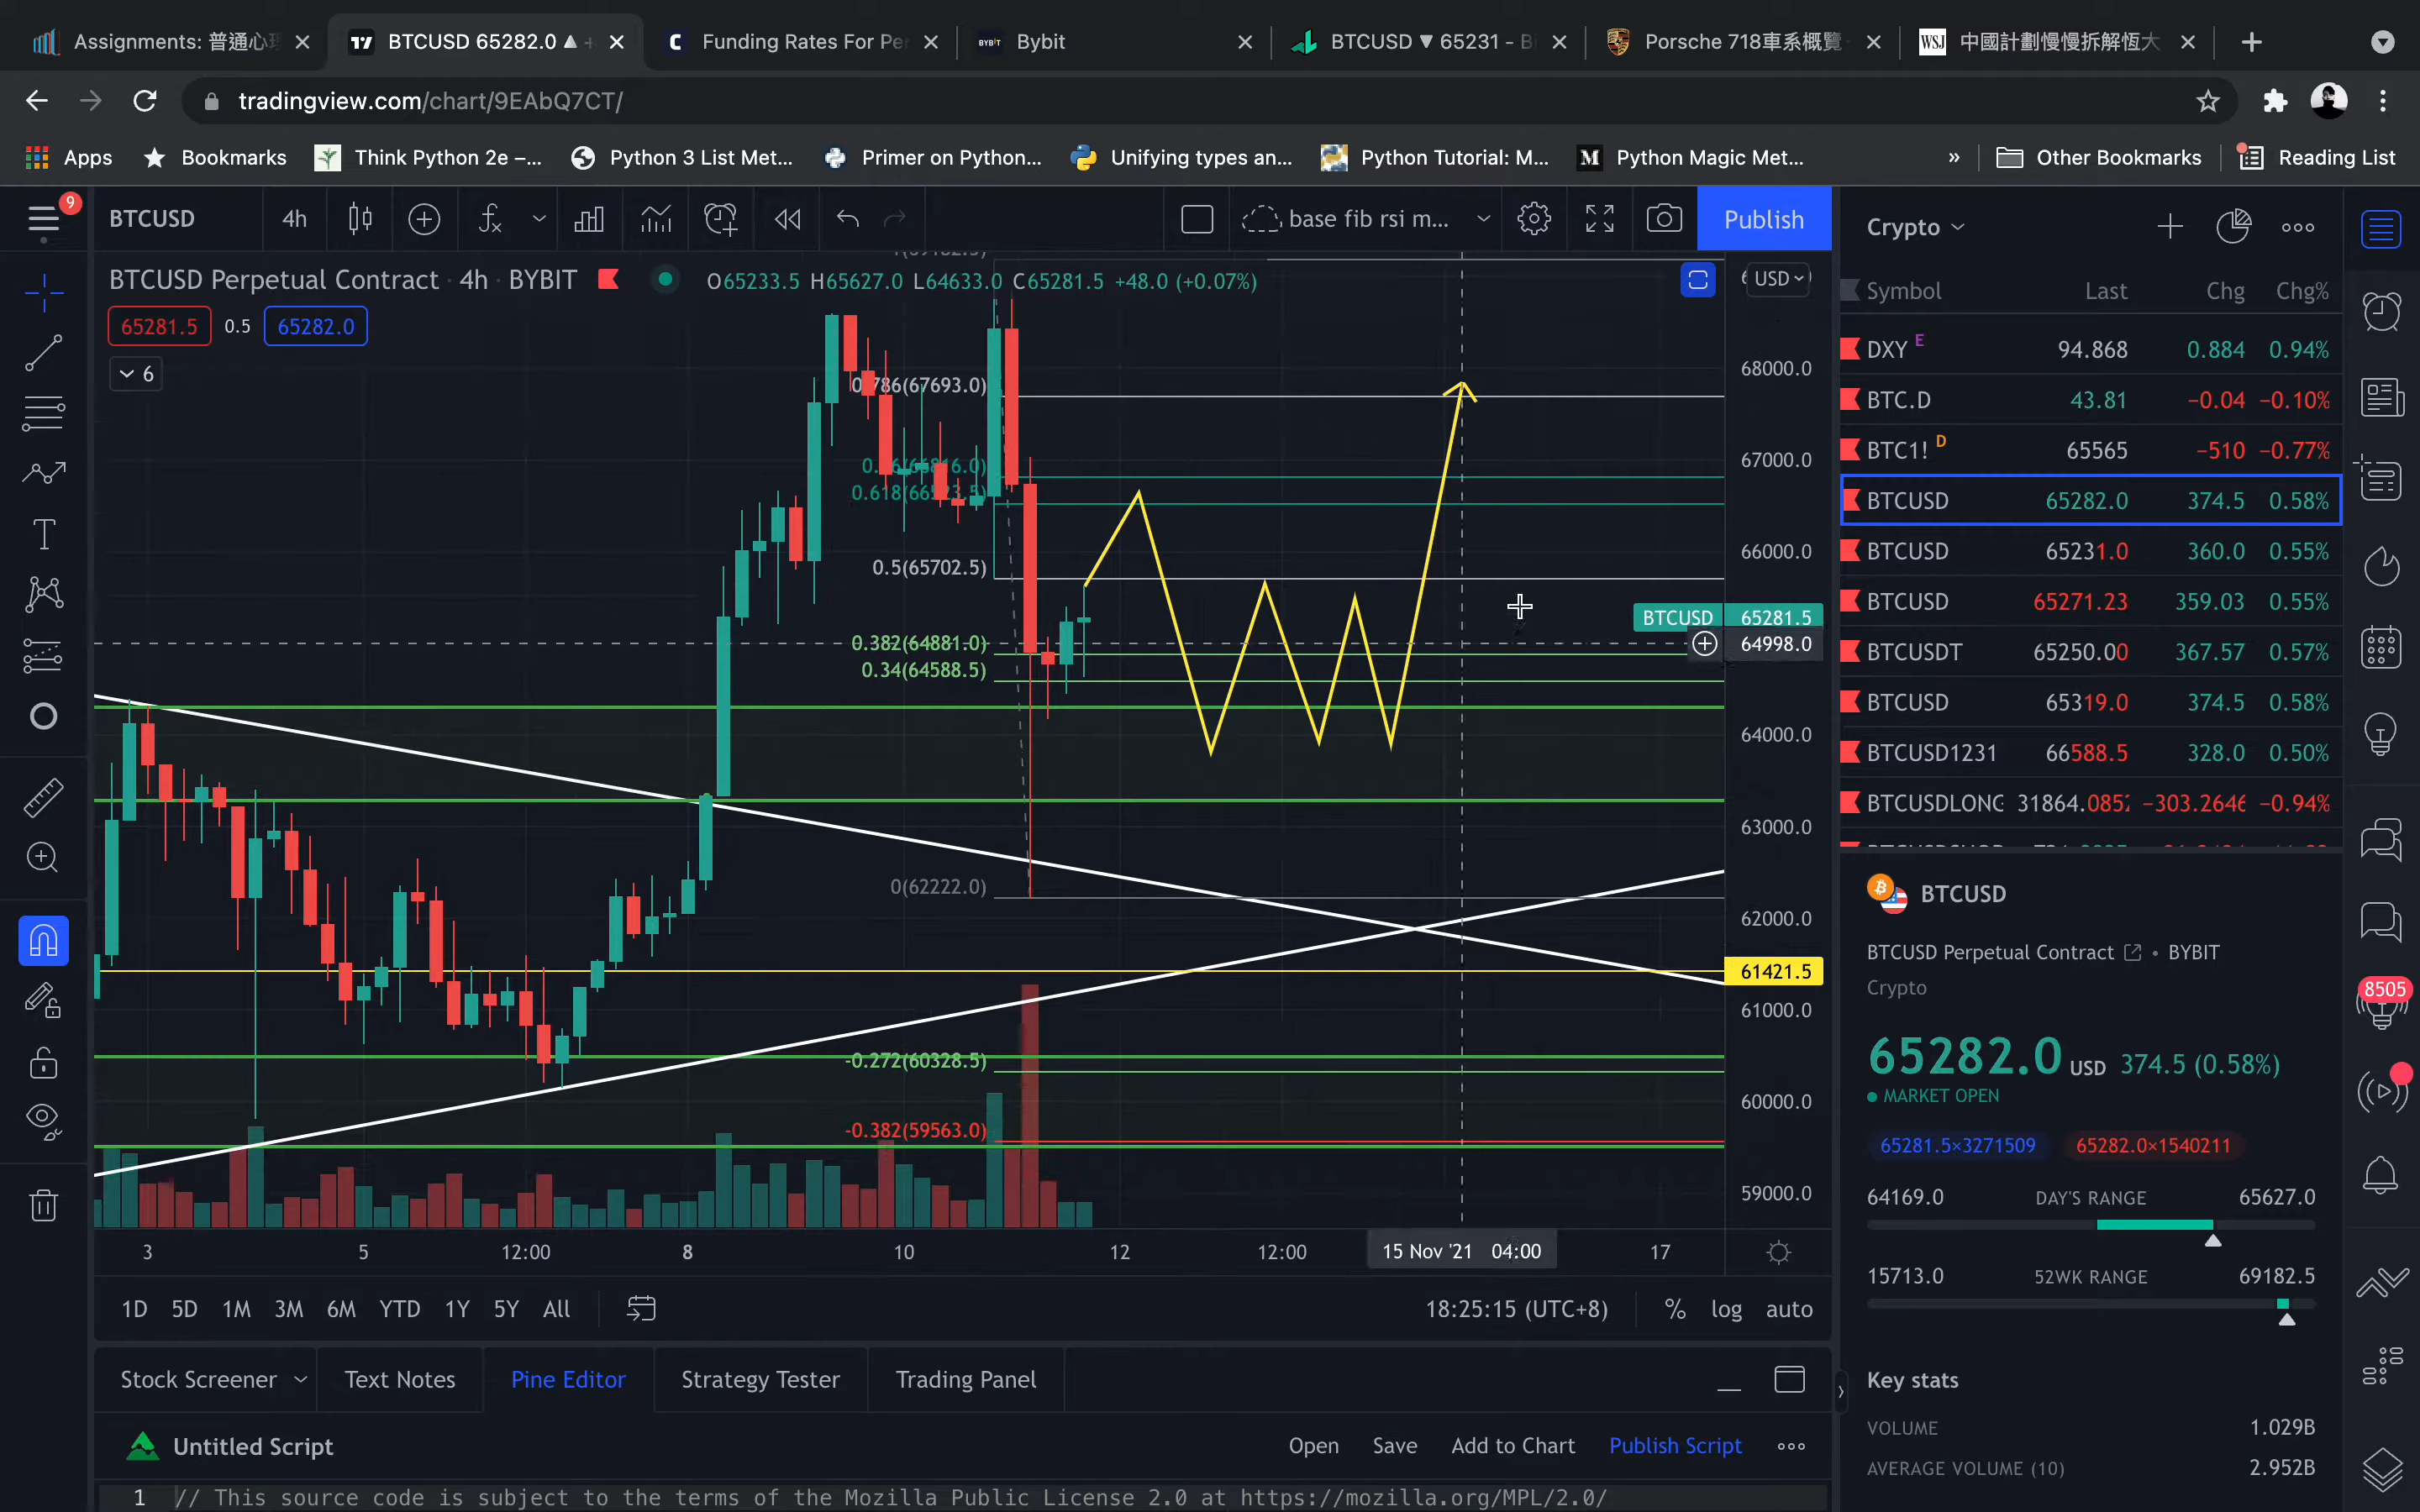 Assignments: 普通心理
BTCUSD 65282.0 ▲ +
Funding Rates For Per
Bybit
BTCUSD ▼ 65231 - Bi
Porsche 718車系概覽 -
WSJ 中國計劃慢慢拆解恆大
tradingview.com/chart/9EAbQ7CT/
Apps
Bookmarks
Think Python 2e –...
Python 3 List Met...
Primer on Python...
Unifying types an...
Python Tutorial: M...
Python Magic Met...
»
Other Bookmarks
Reading List
9
BTCUSD
4h
base fib rsi m...
Publish
BTCUSD Perpetual Contract · 4h · BYBIT
O65233.5 H65627.0 L64633.0 C65281.5 +48.0 (+0.07%)
USD
65281.5 0.5 65282.0
6
0.786(67693.0)
0.618(66523.5)
0.5(65702.5)
0.382(64881.0)
0.34(64588.5)
0(62222.0)
-0.272(60328.5)
-0.382(59563.0)
68000.0
67000.0
66000.0
BTCUSD 65281.5
64998.0
64000.0
63000.0
62000.0
61421.5
61000.0
60000.0
59000.0
3 5 12:00 8 10 12 12:00 15 Nov '21 04:00 17
1D 5D 1M 3M 6M YTD 1Y 5Y All
18:25:15 (UTC+8) % log auto
Stock Screener
Text Notes
Pine Editor
Strategy Tester
Trading Panel
Untitled Script
Open Save Add to Chart Publish Script
1 // This source code is subject to the terms of the Mozilla Public License 2.0 at https://mozilla.org/MPL/2.0/
Crypto
Symbol Last Chg Chg%
DXY E 94.868 0.884 0.94%
BTC.D 43.81 −0.04 −0.10%
BTC1! D 65565 −510 −0.77%
BTCUSD 65282.0 374.5 0.58%
BTCUSD 65231.0 360.0 0.55%
BTCUSD 65271.23 359.03 0.55%
BTCUSDT 65250.00 367.57 0.57%
BTCUSD 65319.0 374.5 0.58%
BTCUSD1231 66588.5 328.0 0.50%
BTCUSDLONG 31864.0852 −303.2646 −0.94%
BTCUSD
BTCUSD Perpetual Contract • BYBIT
Crypto
65282.0 USD 374.5 (0.58%)
MARKET OPEN
65281.5×3271509 65282.0×1540211
64169.0 DAY'S RANGE 65627.0
15713.0 52WK RANGE 69182.5
Key stats
VOLUME 1.029B
AVERAGE VOLUME (10) 2.952B
8505